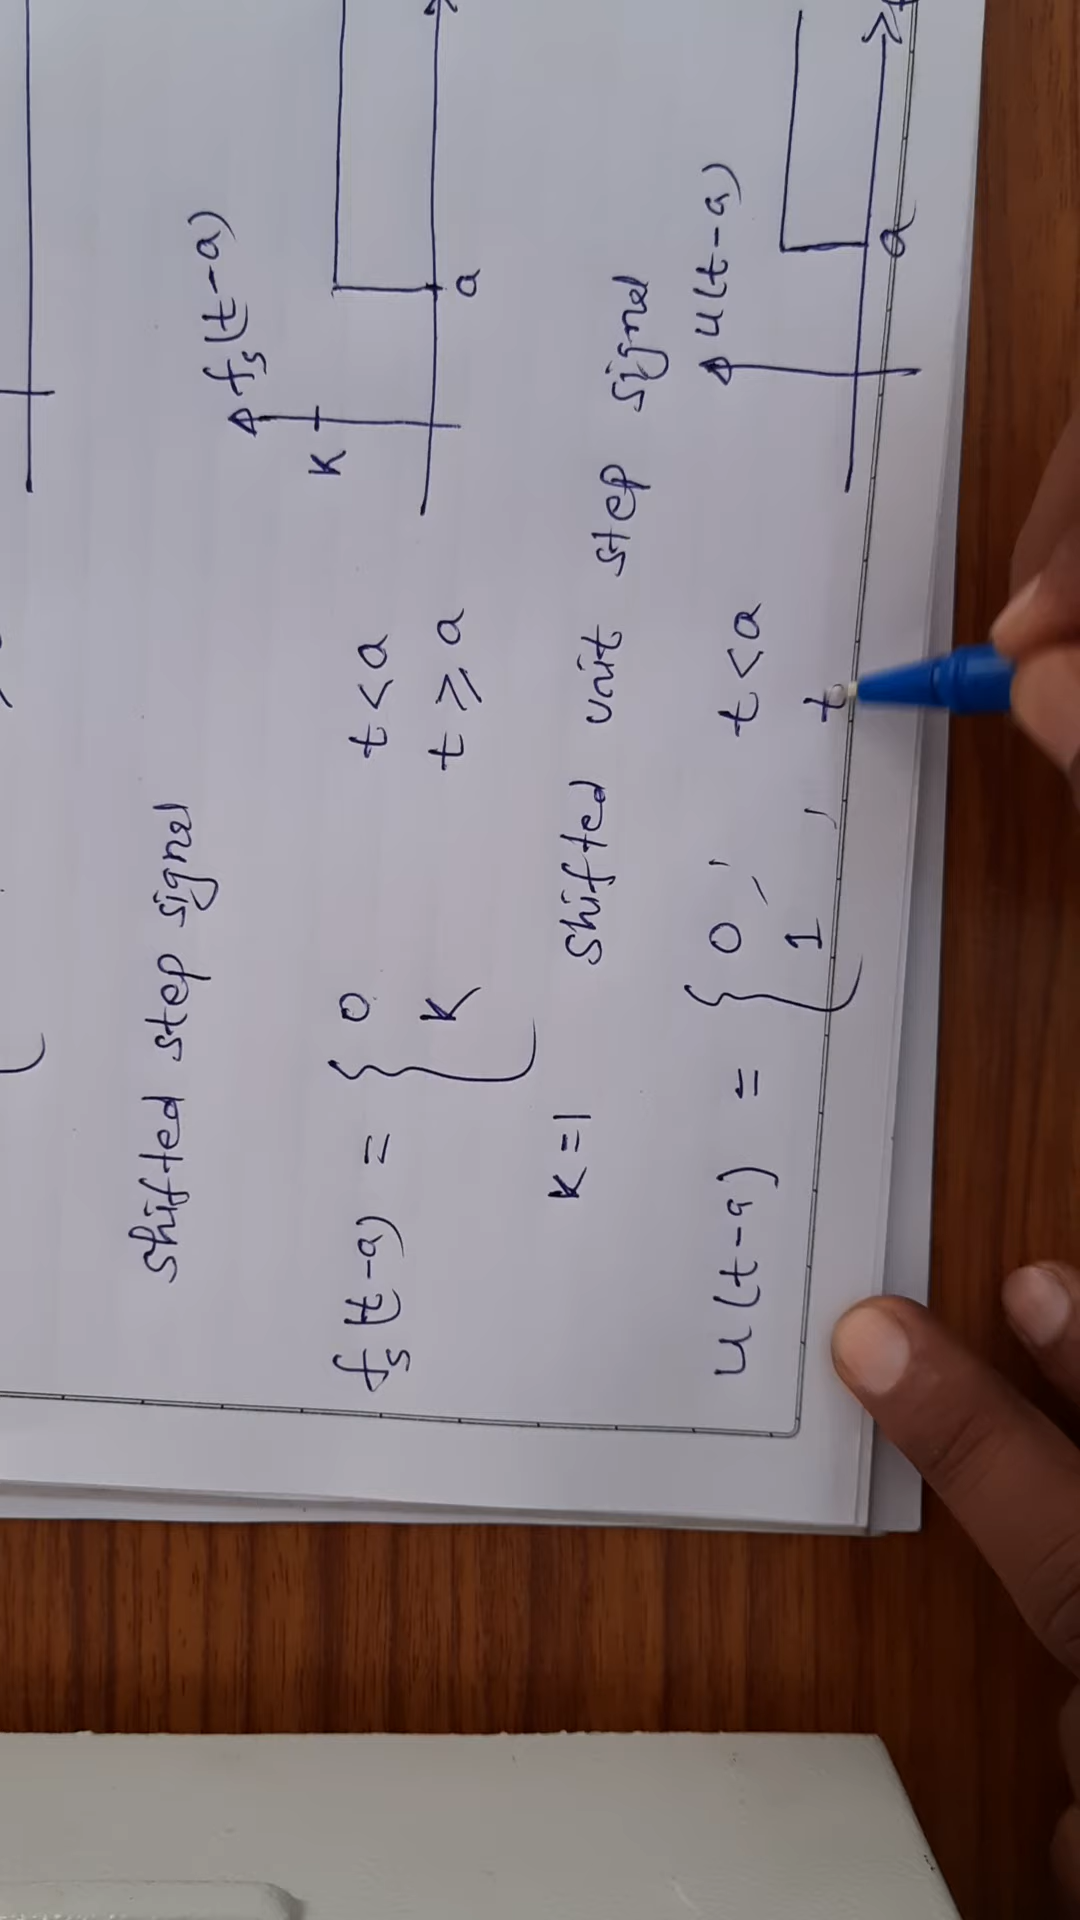 shifted step signal
fs(t-a) = { 0 t<a
K t ≥ a
fs(t-a)
K
a
K=1 shifted unit step signal
u(t-a) = { 0, t<a
1, t
u(t-a)
a